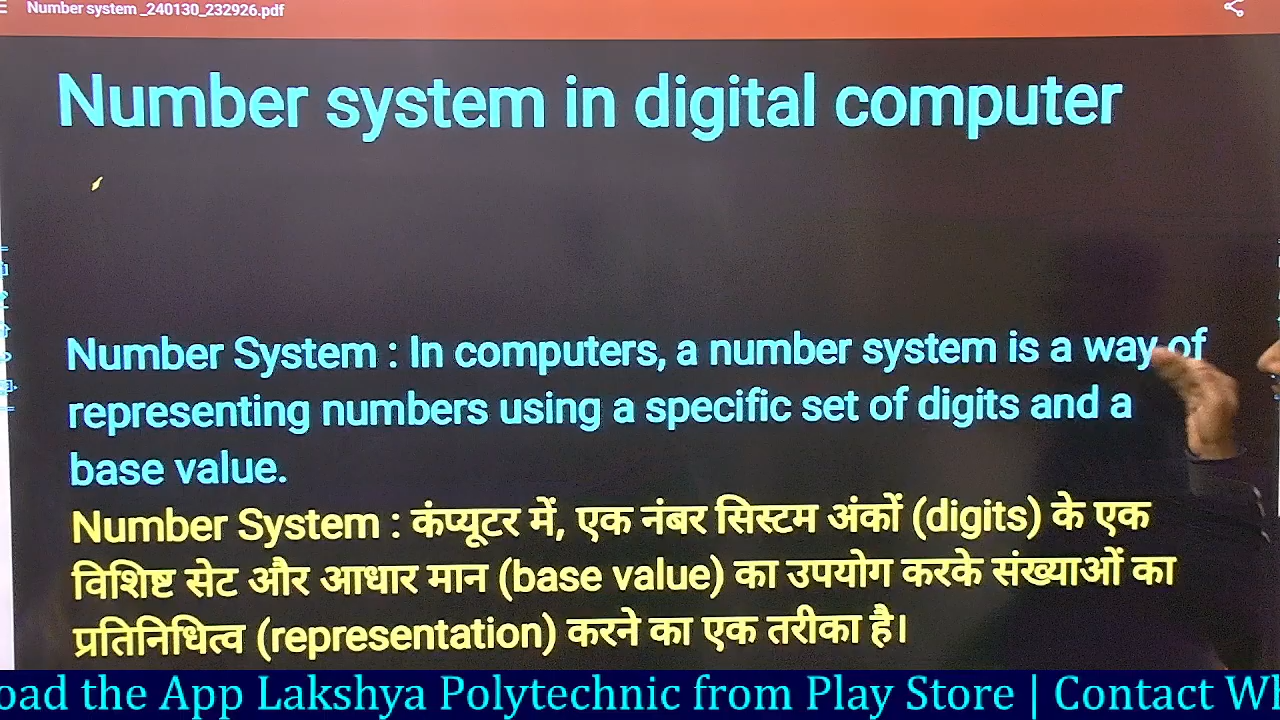 Number system _240130_232926.pdf
Number system in digital computer
Number System : In computers, a number system is a way of
representing numbers using a specific set of digits and a
base value.
Number System : कंप्यूटर में, एक नंबर सिस्टम अंकों (digits) के एक
विशिष्ट सेट और आधार मान (base value) का उपयोग करके संख्याओं का
प्रतिनिधित्व (representation) करने का एक तरीका है।
the App Lakshya Polytechnic from Play Store | Contact